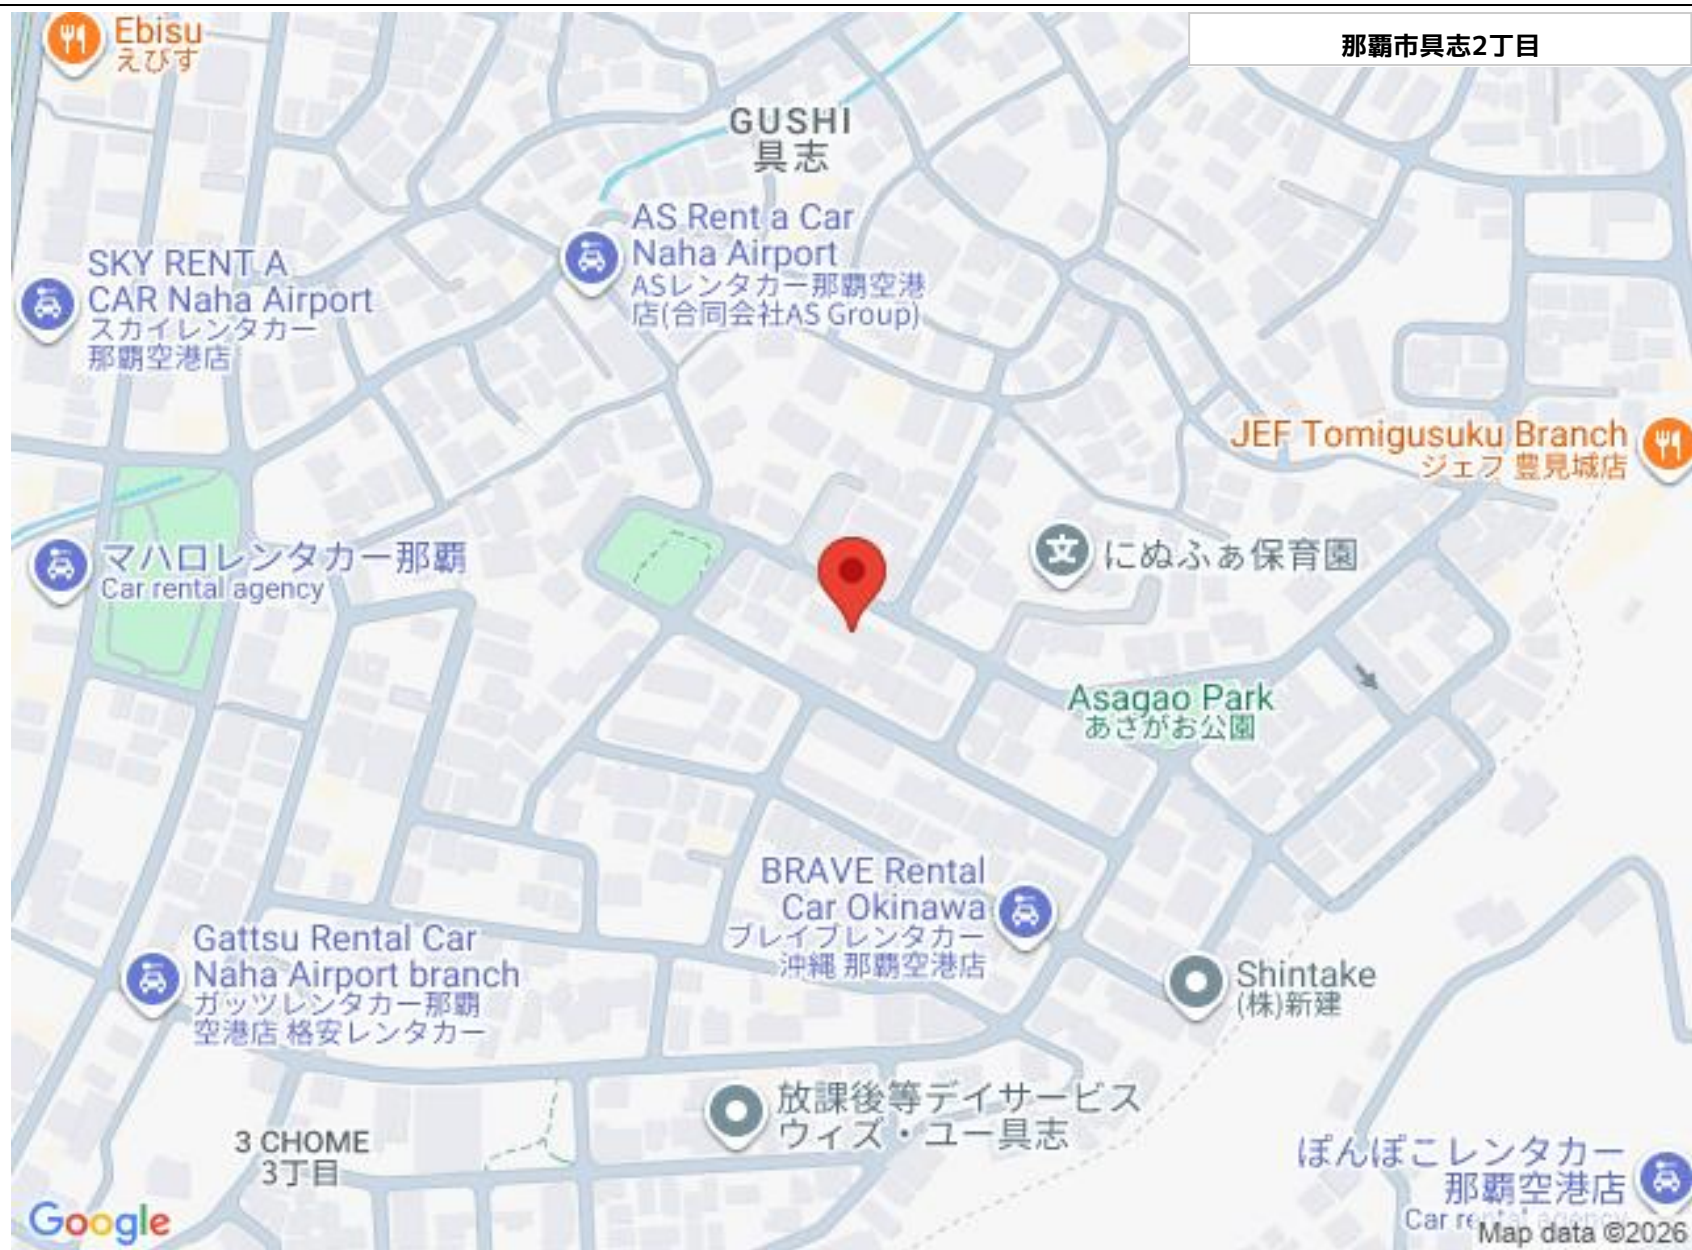 那覇市具志2丁目
Ebisu
えびす
GUSHI
具志
AS Rent a Car
Naha Airport
ASレンタカー那覇空港
店(合同会社AS Group)
SKY RENT A
CAR Naha Airport
スカイレンタカー
那覇空港店
JEF Tomigusuku Branch
ジェフ 豊見城店
マハロレンタカー那覇
Car rental agency
にぬふぁ保育園
Asagao Park
あさがお公園
BRAVE Rental
Car Okinawa
ブレイブレンタカー
沖縄 那覇空港店
Gattsu Rental Car
Naha Airport branch
ガッツレンタカー那覇
空港店 格安レンタカー
Shintake
(株)新建
放課後等デイサービス
ウィズ・ユー具志
3 CHOME
3丁目
ぽんぽこレンタカー
那覇空港店
Car rental agency
Google
Map data ©2026